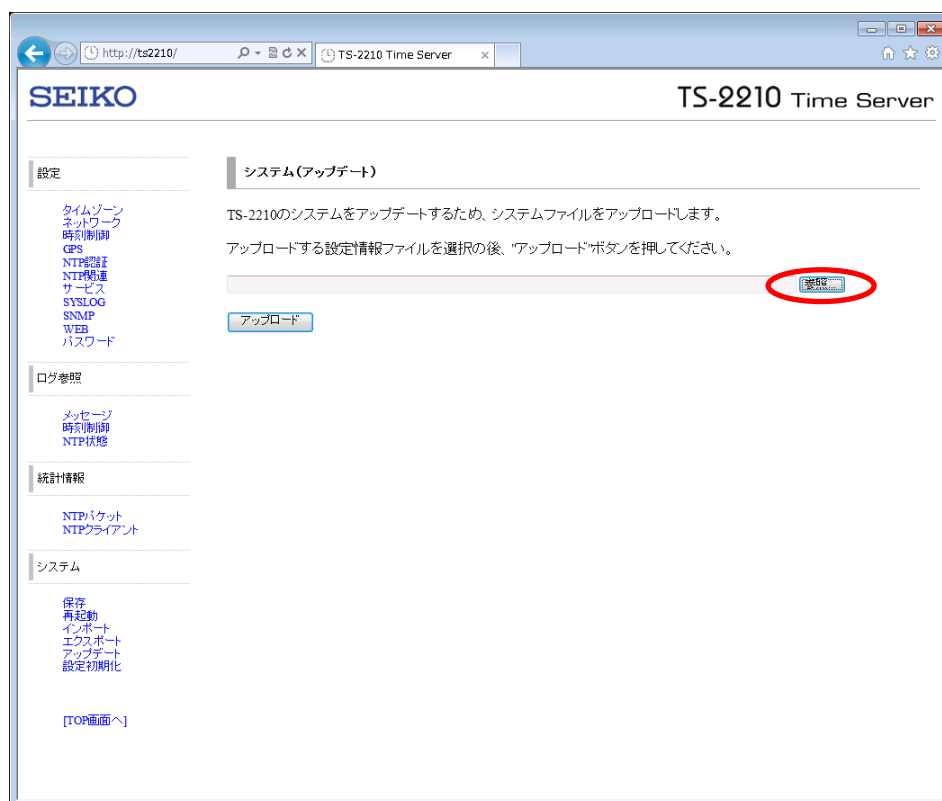 http://ts2210/
TS-2210 Time Server
SEIKO
TS-2210 Time Server
設定
タイムゾーン
ネットワーク
時刻制御
GPS
NTP認証
NTP関連
サービス
SYSLOG
SNMP
WEB
パスワード
ログ参照
メッセージ
時刻制御
NTP状態
統計情報
NTPパケット
NTPクライアント
システム
保存
再起動
インポート
エクスポート
アップデート
設定初期化
[TOP画面へ]
システム(アップデート)
TS-2210のシステムをアップデートするため、システムファイルをアップロードします。
アップロードする設定情報ファイルを選択の後、"アップロード"ボタンを押してください。
参照...
アップロード